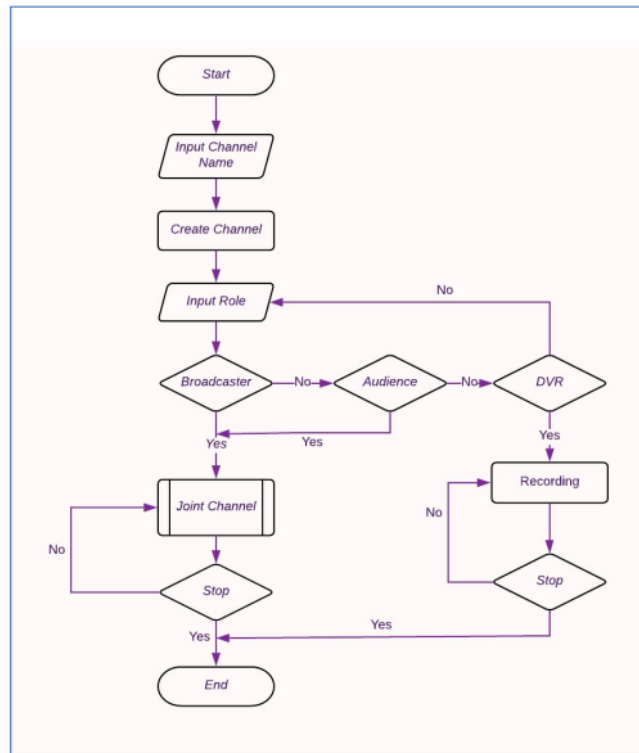 Start
Input Channel
Name
Create Channel
Input Role
No
Broadcaster
No
Audience
No
DVR
Yes
Yes
Yes
Joint Channel
Recording
No
No
Stop
Stop
Yes
Yes
End